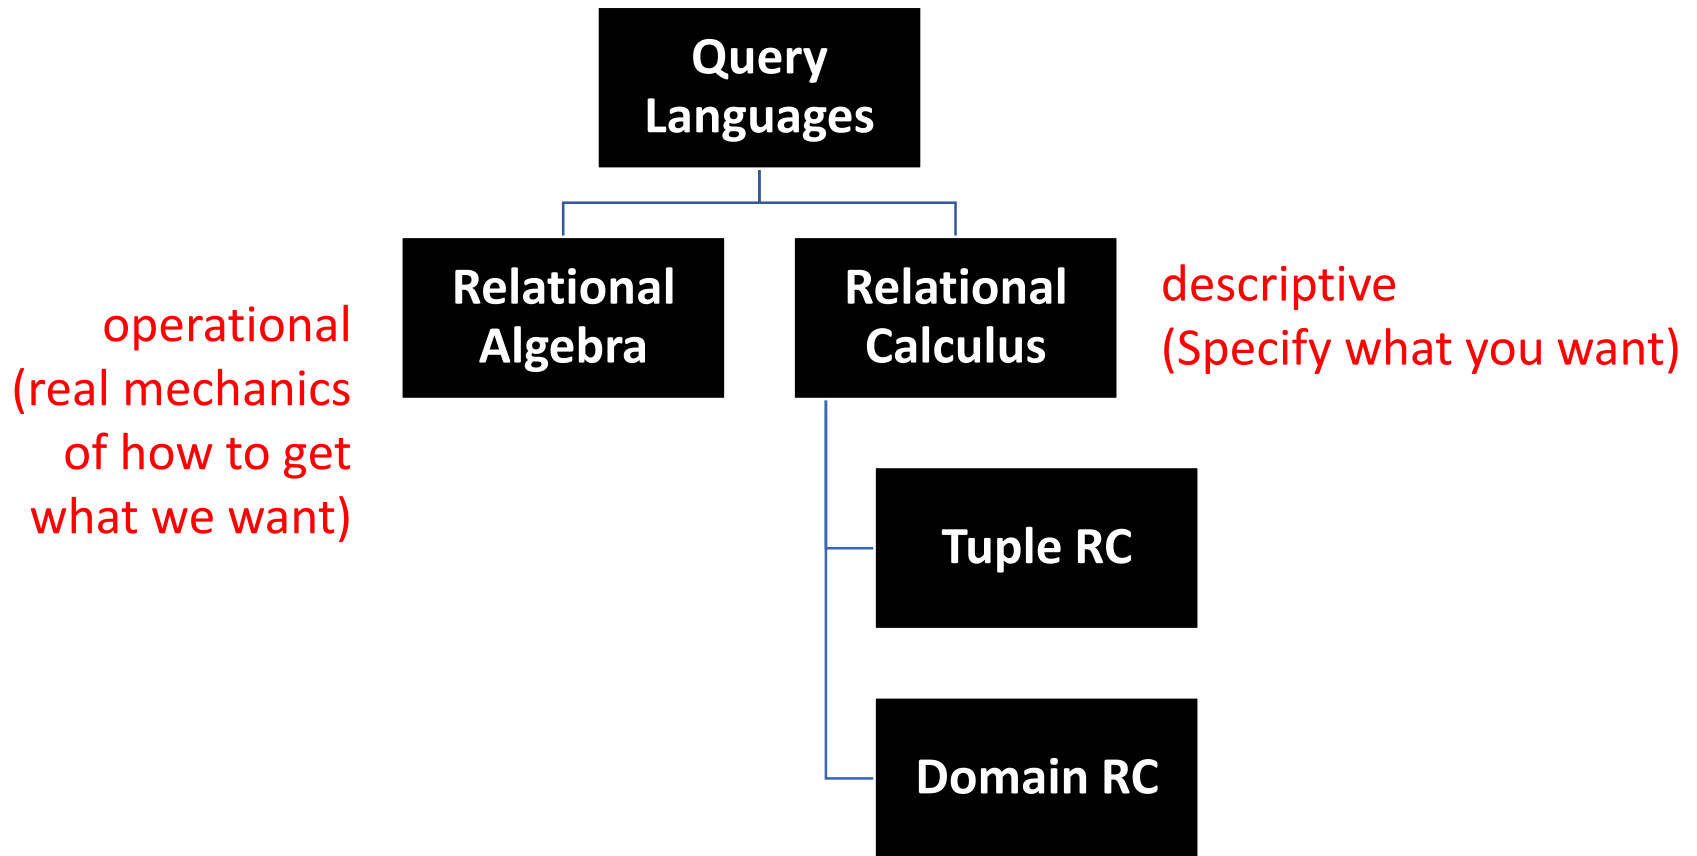 Query
Languages
Relational
Algebra
Relational
Calculus
operational
(real mechanics
of how to get
what we want)
descriptive
(Specify what you want)
Tuple RC
Domain RC